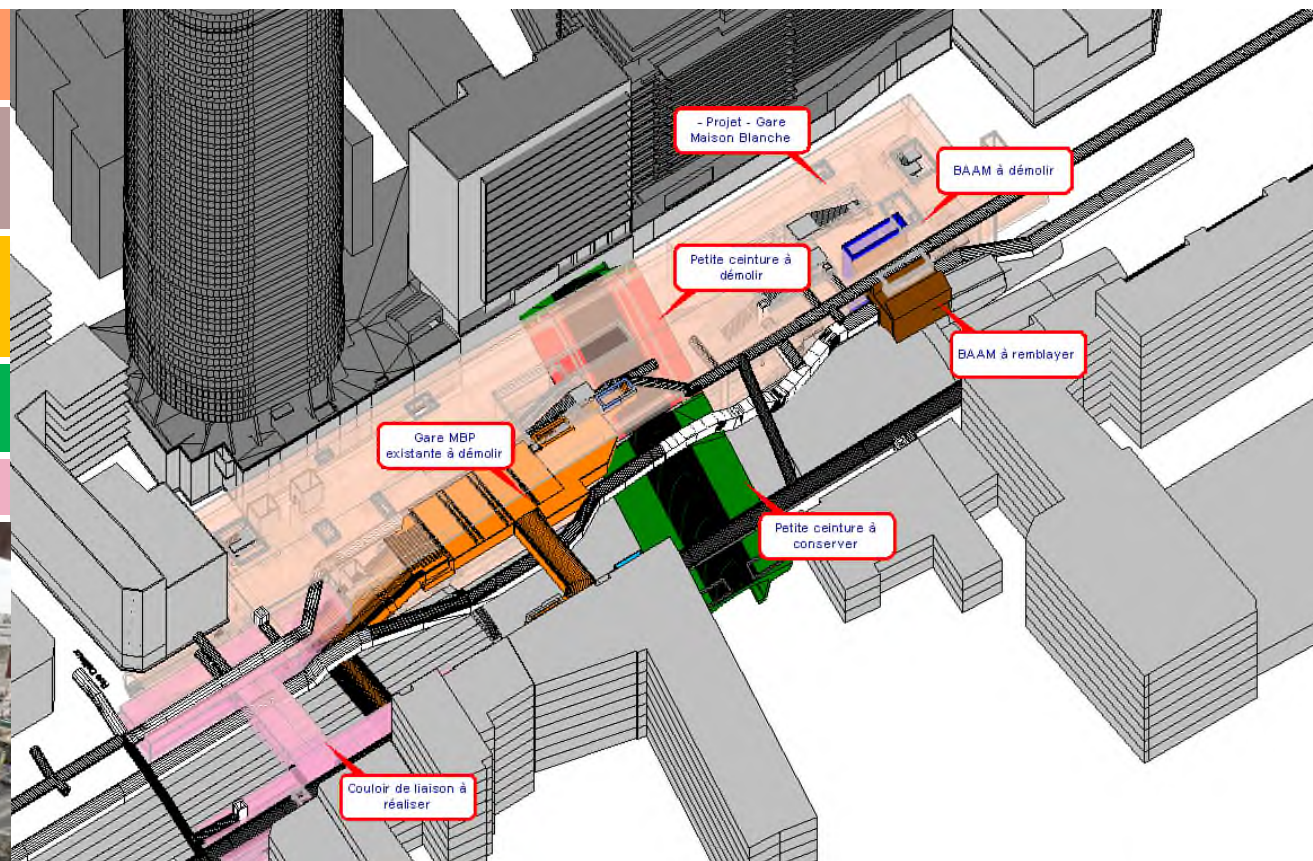 - Projet - Gare
Maison Blanche
BAAM à démolir
Petite ceinture à
démolir
BAAM à remblayer
Gare MBP
existante à démolir
Petite ceinture à
conserver
Couloir de liaison à
réaliser